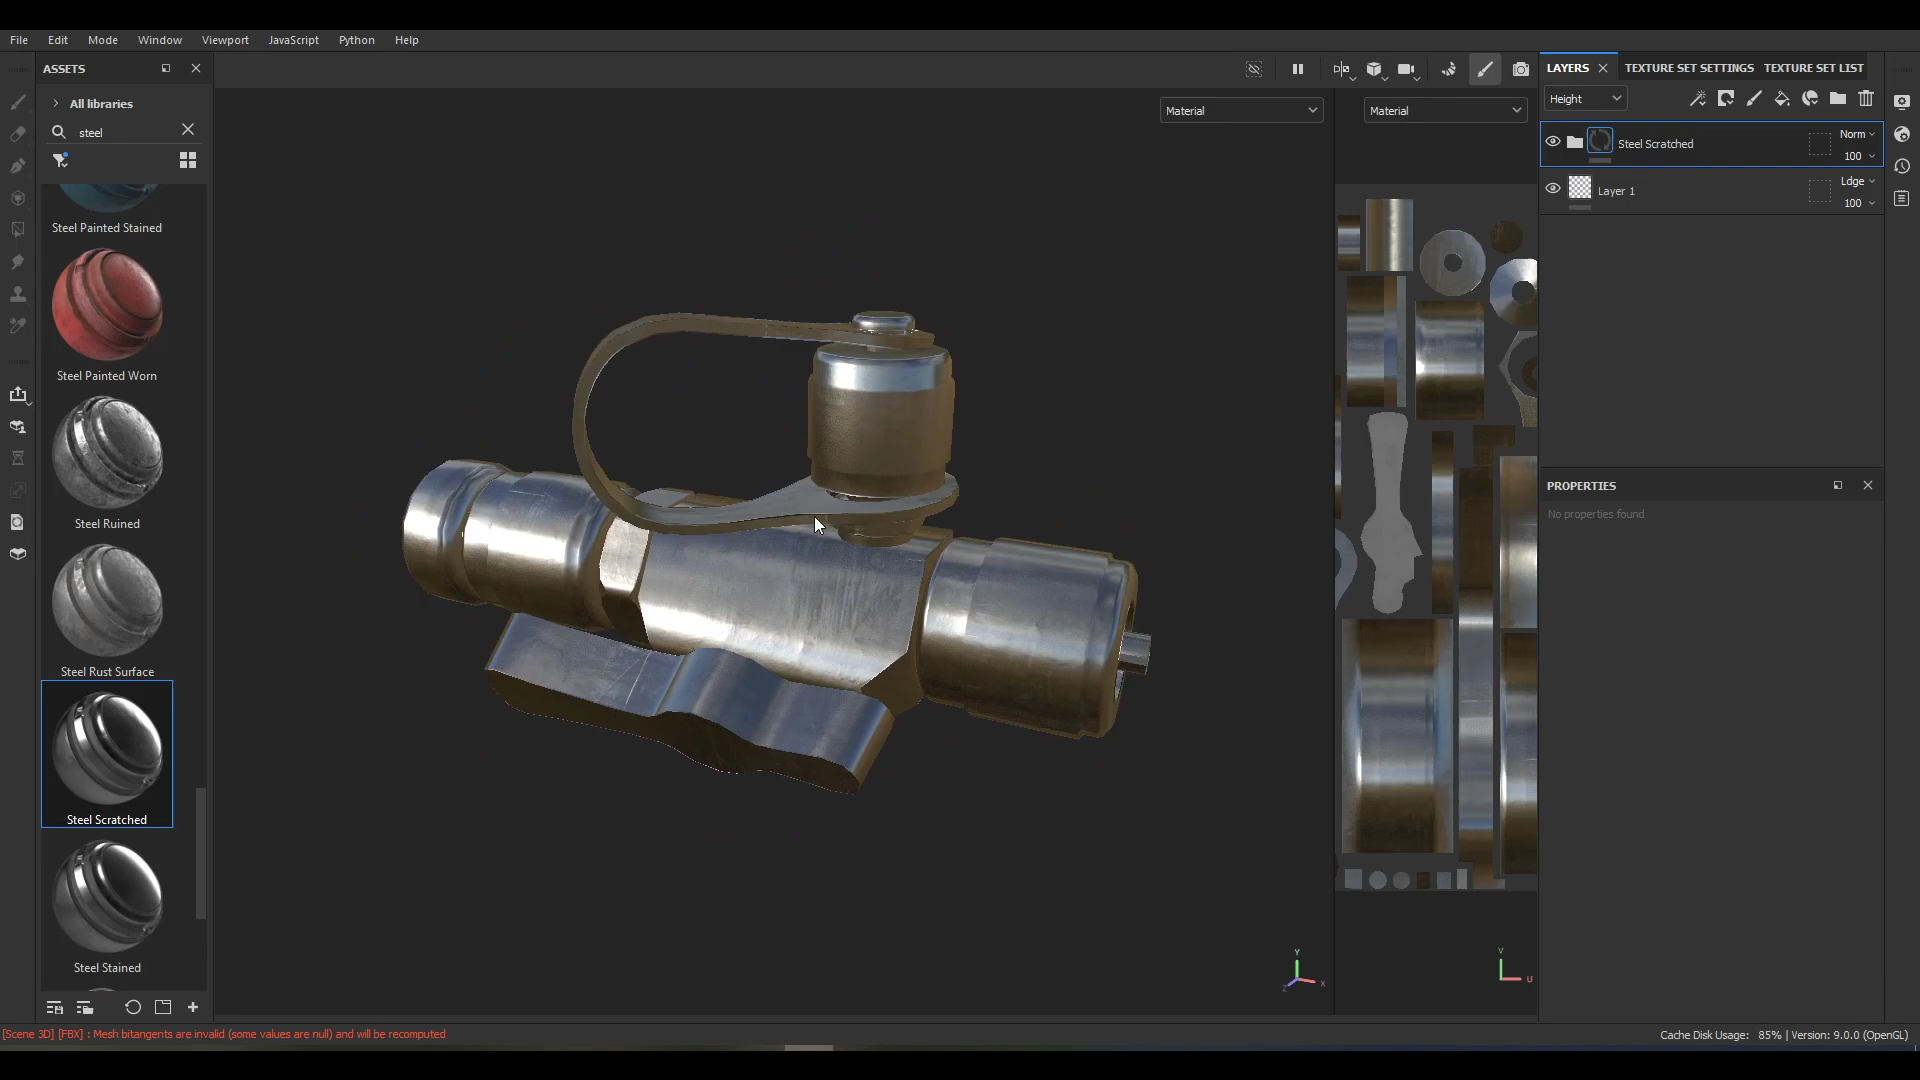 File Edit Mode Window Viewport JavaScript Python Help
ASSETS
All libraries
steel
Steel Painted Stained
Steel Painted Worn
Steel Ruined
Steel Rust Surface
Steel Scratched
Steel Stained
Material
Material
Y
X
Z
V
U
LAYERS TEXTURE SET SETTINGS TEXTURE SET LIST
Height
Steel Scratched
Norm
100
Layer 1
Ldge
100
PROPERTIES
No properties found
[Scene 3D] [FBX] : Mesh bitangents are invalid (some values are null) and will be recomputed
Cache Disk Usage: 85% | Version: 9.0.0 (OpenGL)